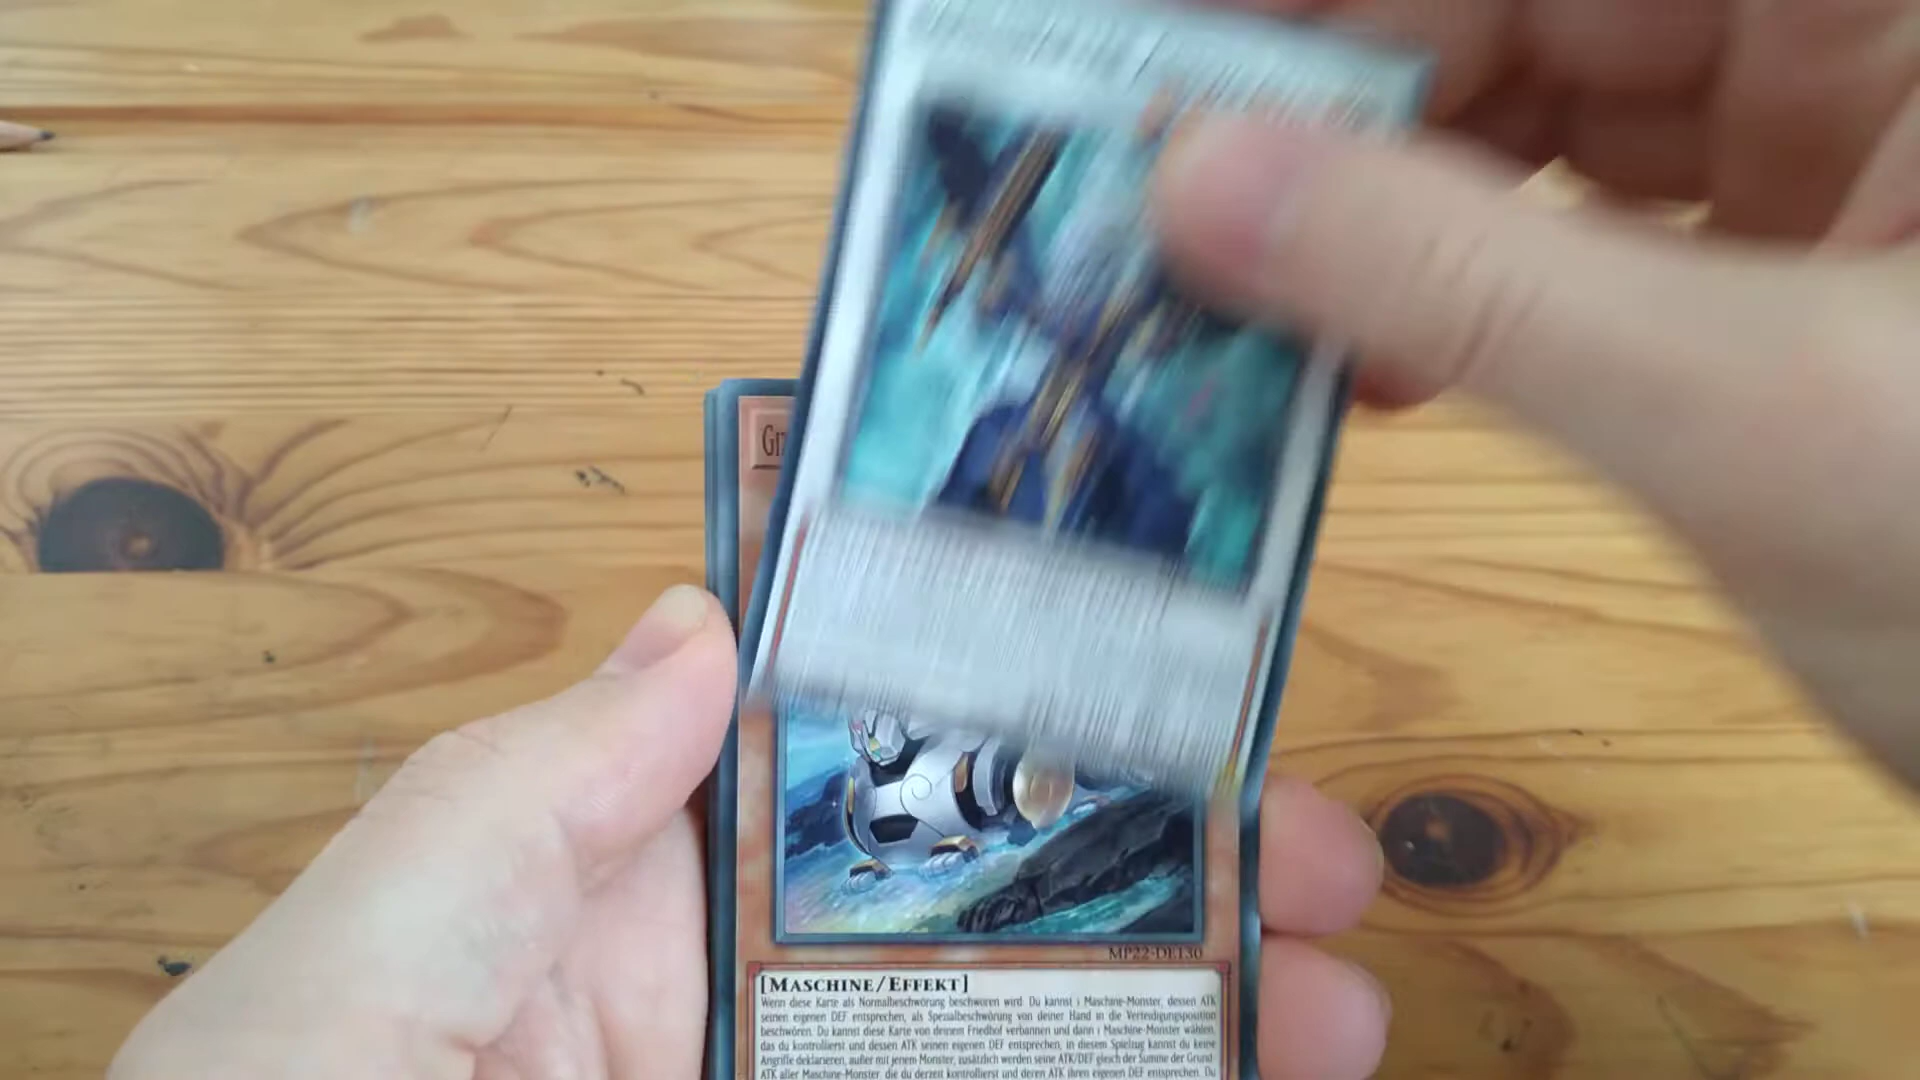 Giz
MP22-DE130
[Maschine/Effekt]
Wenn diese Karte als Normalbeschwörung beschworen wird: Du kannst 1 Maschine-Monster, dessen ATK
seinen eigenen DEF entsprechen, als Spezialbeschwörung von deiner Hand in die Verteidigungsposition
beschwören. Du kannst diese Karte von deinem Friedhof verbannen und dann 1 Maschine-Monster wählen,
das du kontrollierst und dessen ATK seinen eigenen DEF entsprechen; in diesem Spielzug kannst du keine
Angriffe deklarieren, außer mit jenem Monster, zusätzlich werden seine ATK/DEF gleich der Summe der Grund-
ATK aller Maschine-Monster, die du derzeit kontrollierst und deren ATK ihren eigenen DEF entsprechen. Du